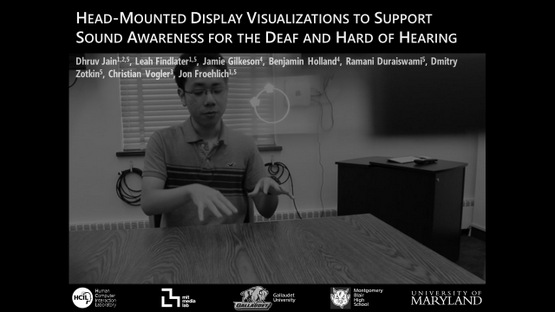 HEAD-MOUNTED DISPLAY VISUALIZATIONS TO SUPPORT
SOUND AWARENESS FOR THE DEAF AND HARD OF HEARING
Dhruv Jain1,2,5, Leah Findlater1,5, Jamie Gilkeson4, Benjamin Holland4, Ramani Duraiswami5, Dmitry
Zotkin5, Christian Vogler3, Jon Froehlich1,5
HCIL
Human
Computer
Interaction
Laboratory
mit
media
lab
GALLAUDET
Gallaudet
University
Montgomery
Blair
High
School
UNIVERSITY OF
MARYLAND